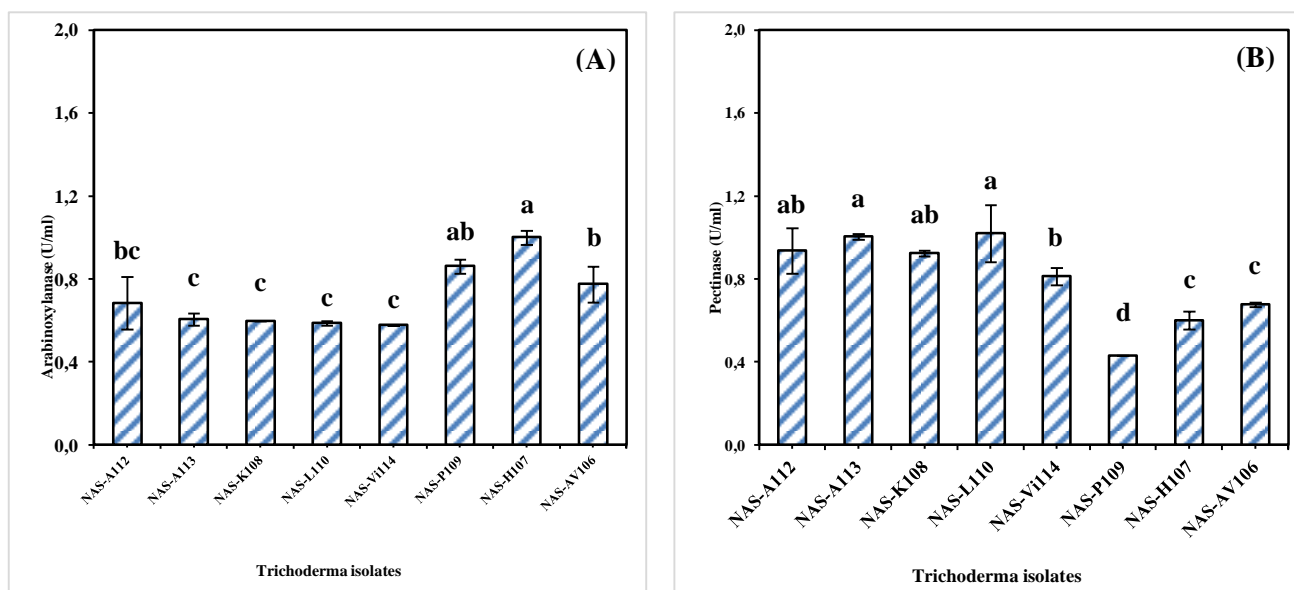 (A)
Arabinoxylanase (U/ml)
2,0
1,6
1,2
0,8
0,4
0,0
bc
c
c
c
c
ab
a
b
NAS-A112
NAS-A113
NAS-K108
NAS-L110
NAS-Vi114
NAS-P109
NAS-H107
NAS-AV106
Trichoderma isolates
(B)
Pectinase (U/ml)
2,0
1,6
1,2
0,8
0,4
0,0
ab
a
ab
a
b
d
c
c
NAS-A112
NAS-A113
NAS-K108
NAS-L110
NAS-Vi114
NAS-P109
NAS-H107
NAS-AV106
Trichoderma isolates